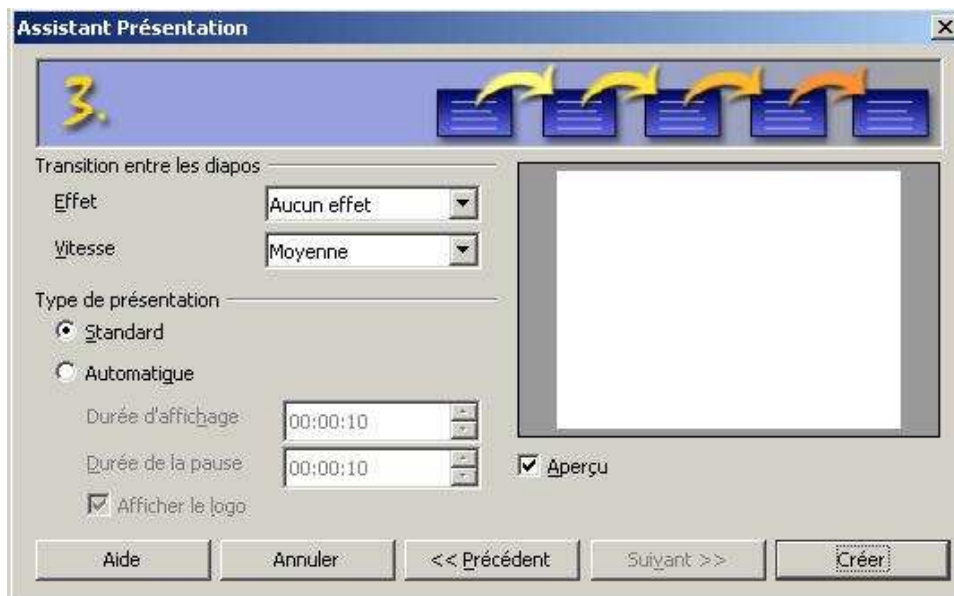 Assistant Présentation
3.
Transition entre les diapos
Effet
Aucun effet
Vitesse
Moyenne
Type de présentation
Standard
Automatique
Durée d'affichage
00:00:10
Durée de la pause
00:00:10
Afficher le logo
Aperçu
Aide
Annuler
<< Précédent
Suivant >>
Créer